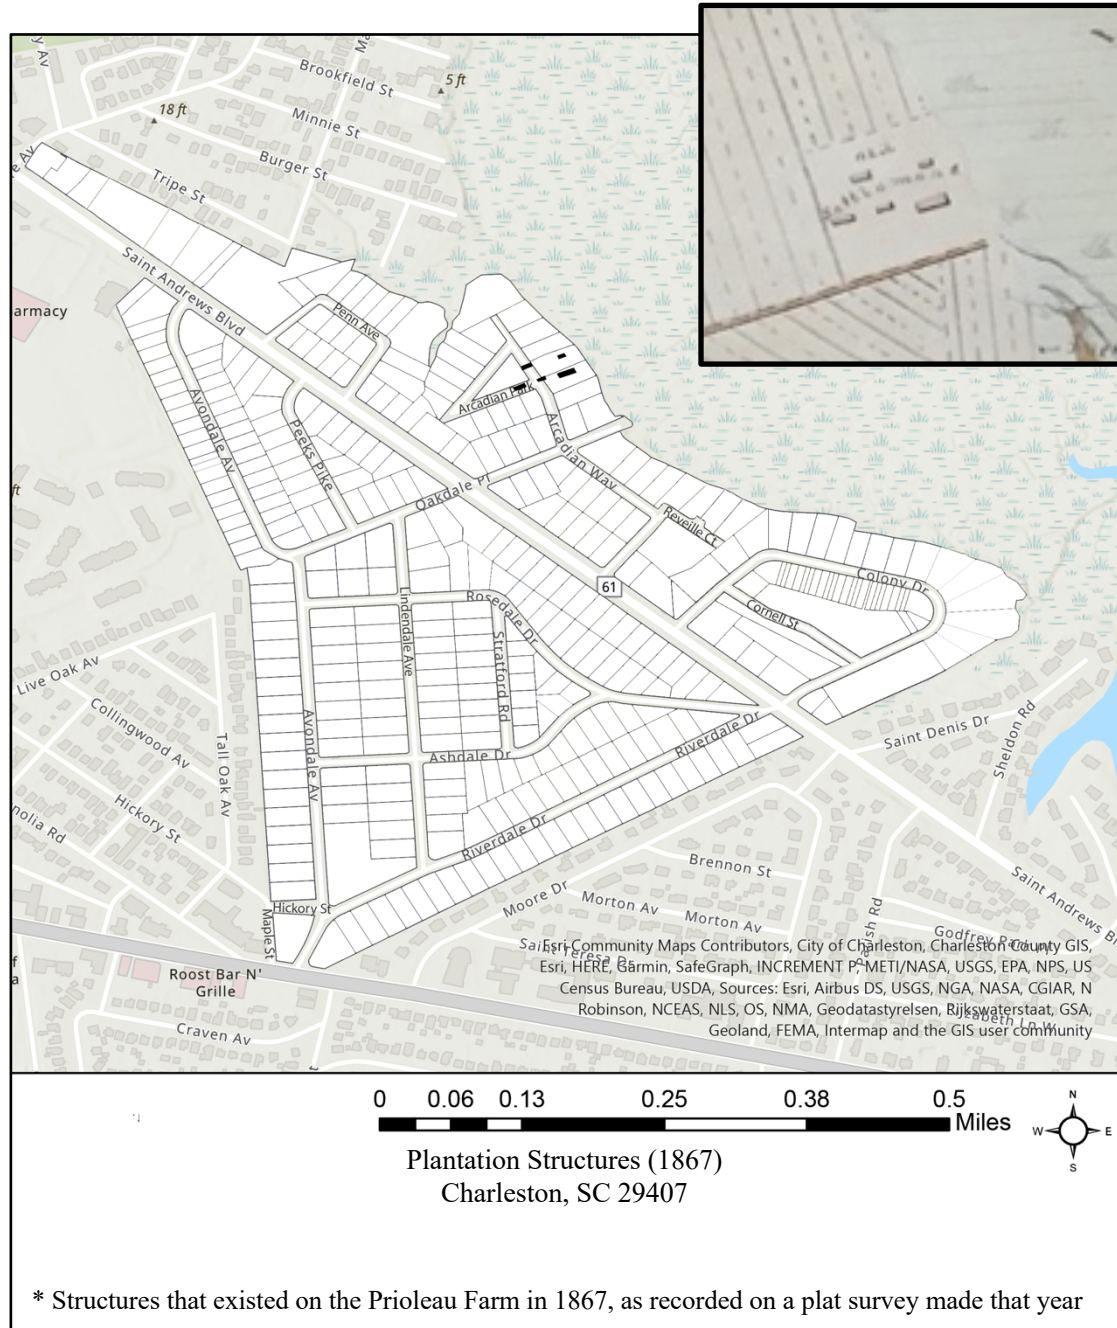 y Av
Ma
Brookfield St
5 ft
18 ft
Minnie St
Burger St
e Av
Tripe St
Saint Andrews Blvd
armacy
Penn Ave
Avondale Av
Peeks Pike
Arcadian Park
Arcadian Way
ft
Oakdale Pl
Reveille Ct
61
Colony Dr
Cornell St
Lindendale Ave
Rosedale Dr
Stratford Rd
Live Oak Av
Collingwood Av
Tall Oak Av
Avondale Av
Ashdale Dr
Riverdale Dr
Saint Denis Dr
Sheldon Rd
Hickory St
nolia Rd
Riverdale Dr
Brennon St
Moore Dr
Morton Av
Morton Av
Saint Andrews Bl
Hickory St
Maple St
Roost Bar N'
Grille
Craven Av
Esri Community Maps Contributors, City of Charleston, Charleston County GIS,
Esri, HERE, Garmin, SafeGraph, INCREMENT P, METI/NASA, USGS, EPA, NPS, US
Census Bureau, USDA, Sources: Esri, Airbus DS, USGS, NGA, NASA, CGIAR, N
Robinson, NCEAS, NLS, OS, NMA, Geodatastyrelsen, Rijkswaterstaat, GSA,
Geoland, FEMA, Intermap and the GIS user community
0 0.06 0.13 0.25 0.38 0.5
Miles
N
W E
S
Plantation Structures (1867)
Charleston, SC 29407
* Structures that existed on the Prioleau Farm in 1867, as recorded on a plat survey made that year